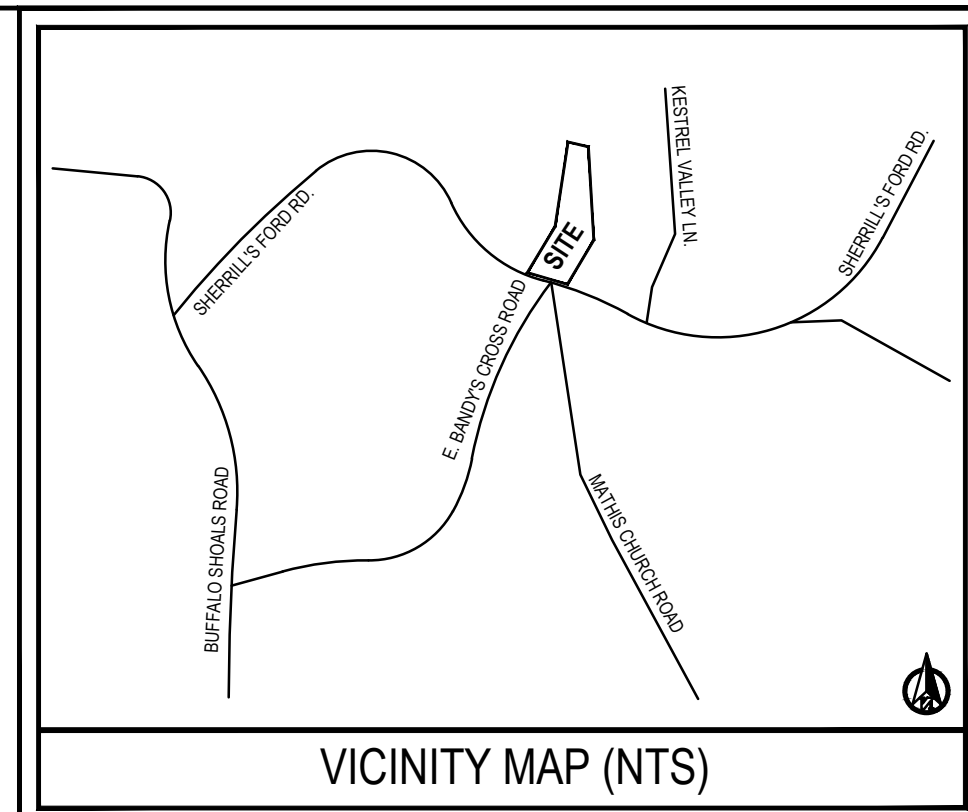 KESTREL VALLEY LN.
SHERRILL'S FORD RD.
SHERRILL'S FORD RD.
SITE
E. BANDY'S CROSS ROAD
BUFFALO SHOALS ROAD
MATHIS CHURCH ROAD
VICINITY MAP (NTS)